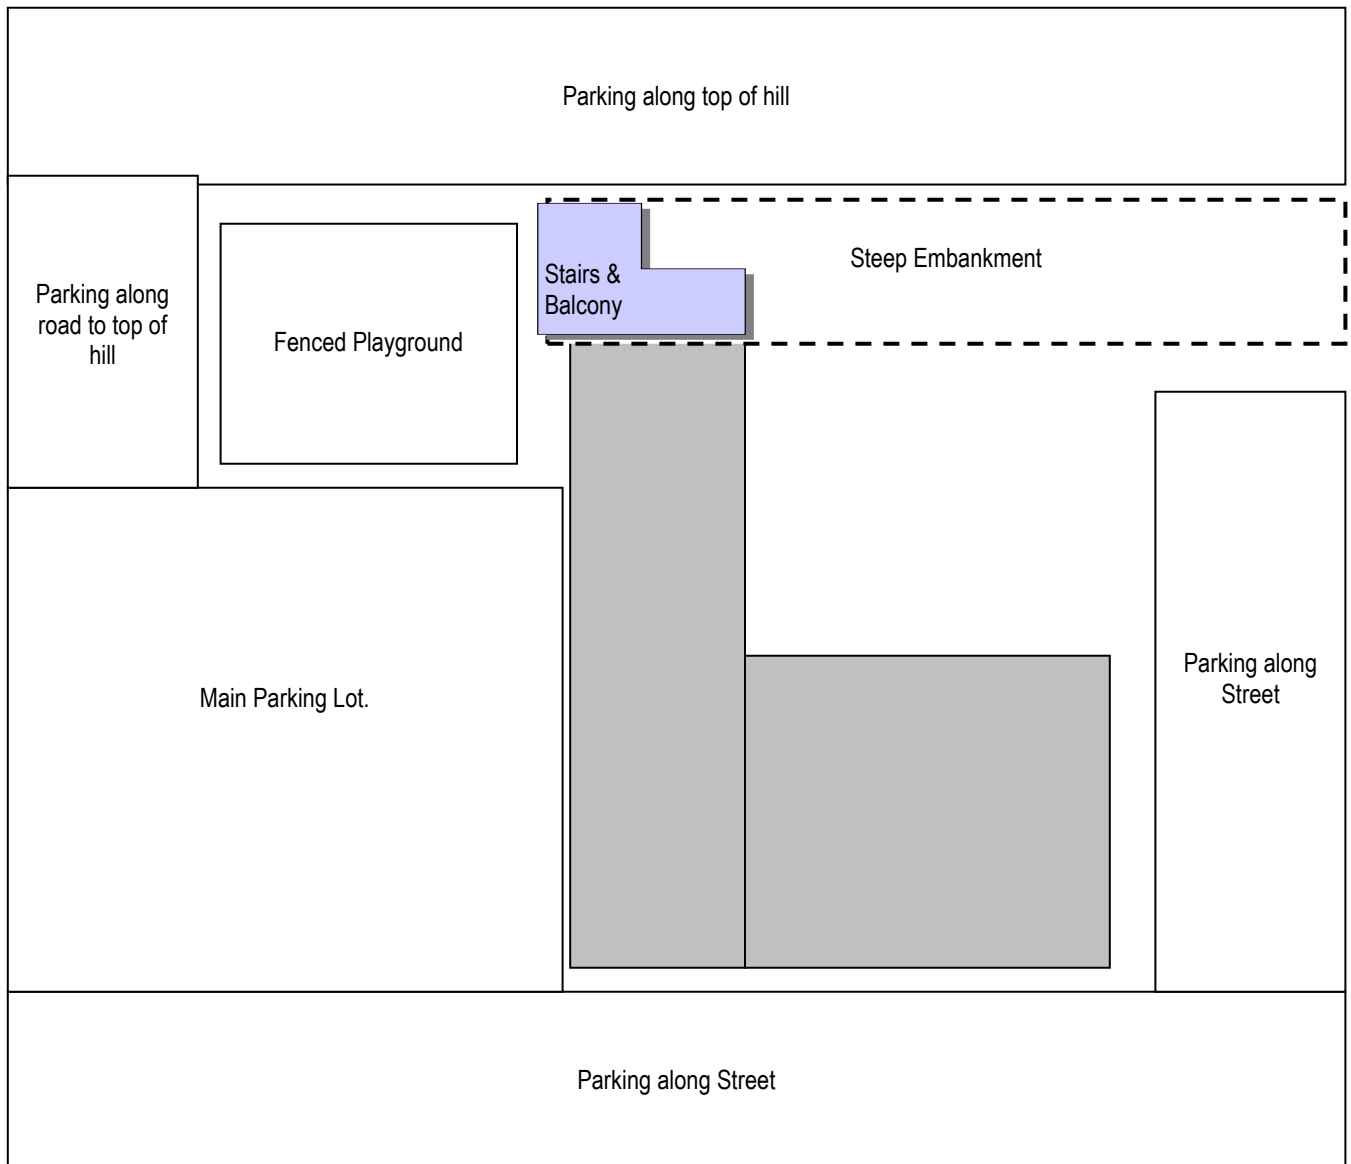 Parking along top of hill
Steep Embankment
Stairs &
Balcony
Parking along
road to top of
hill
Fenced Playground
Parking along
Street
Main Parking Lot.
Parking along Street